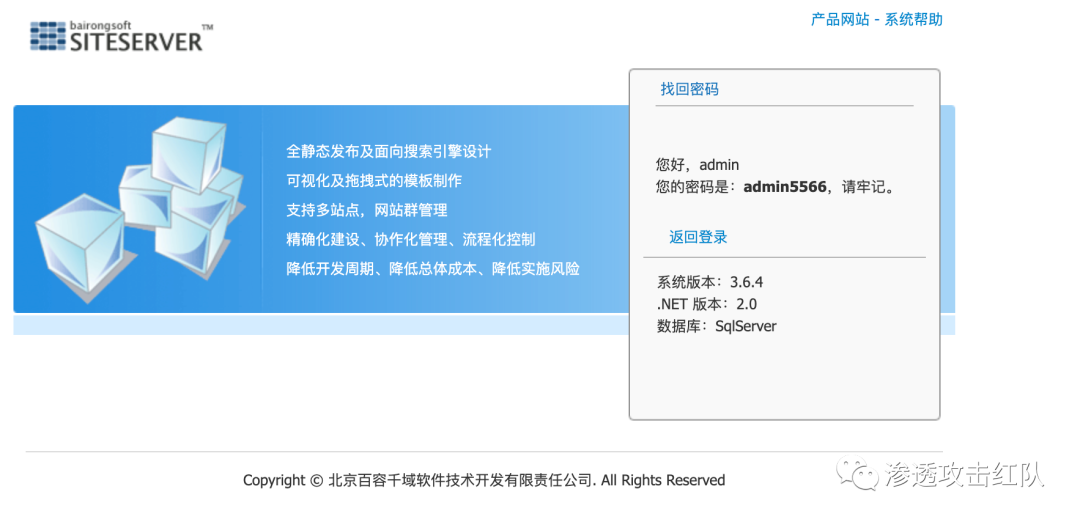 bairongsoft
SITESERVER™
产品网站 - 系统帮助
找回密码
全静态发布及面向搜索引擎设计
可视化及拖拽式的模板制作
支持多站点，网站群管理
精确化建设、协作化管理、流程化控制
降低开发周期、降低总体成本、降低实施风险
您好，admin
您的密码是：admin5566，请牢记。
返回登录
系统版本：3.6.4
.NET 版本：2.0
数据库：SqlServer
Copyright © 北京百容千域软件技术开发有限责任公司. All Rights Reserved
渗透攻击红队